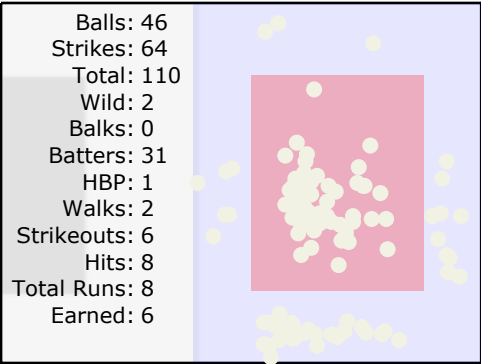 Balls: 46
Strikes: 64
Total: 110
Wild: 2
Balks: 0
Batters: 31
HBP: 1
Walks: 2
Strikeouts: 6
Hits: 8
Total Runs: 8
Earned: 6